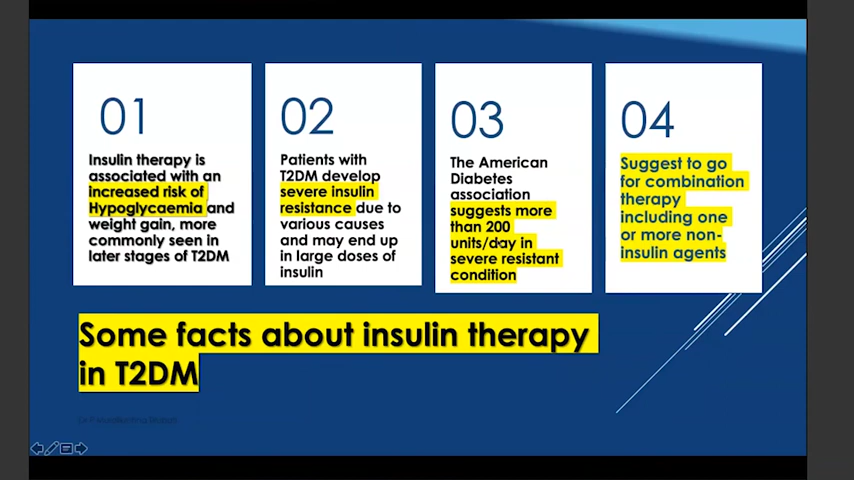 01
Insulin therapy is
associated with an
increased risk of
Hypoglycaemia and
weight gain, more
commonly seen in
later stages of T2DM
02
Patients with
T2DM develop
severe insulin
resistance due to
various causes
and may end up
in large doses of
insulin
03
The American
Diabetes
association
suggests more
than 200
units/day in
severe resistant
condition
04
Suggest to go
for combination
therapy
including one
or more non-
insulin agents
Some facts about insulin therapy
in T2DM